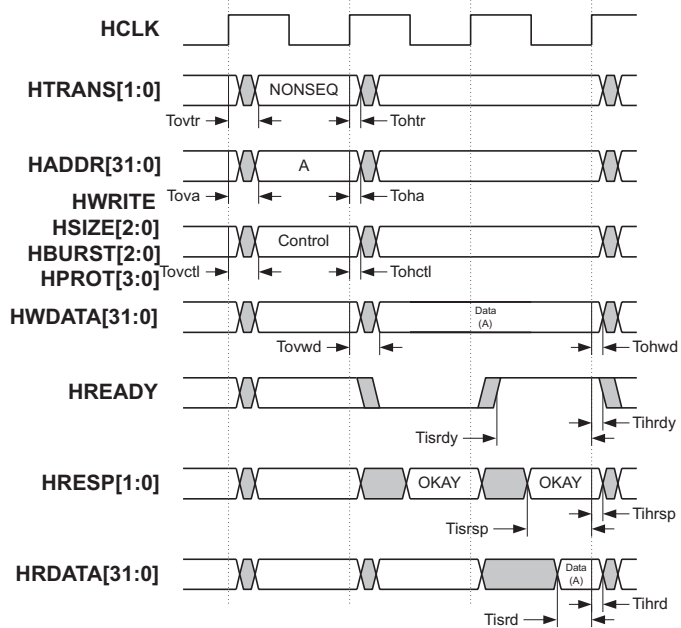 HCLK
HTRANS[1:0]
NONSEQ
Tovtr
Tohtr
HADDR[31:0]
A
Tova
Toha
HWRITE
HSIZE[2:0]
HBURST[2:0]
HPROT[3:0]
Control
Tovctl
Tohctl
HWDATA[31:0]
Data
(A)
Tovwd
Tohwd
HREADY
Tisrdy
Tihrdy
HRESP[1:0]
OKAY
OKAY
Tisrsp
Tihrsp
HRDATA[31:0]
Data
(A)
Tisrd
Tihrd